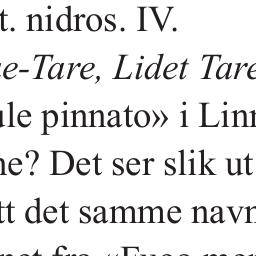 t. nidros. IV.
e-Tare, Lidet Tare
ule pinnato» i Linn
ne? Det ser slik ut
tt det samme navn